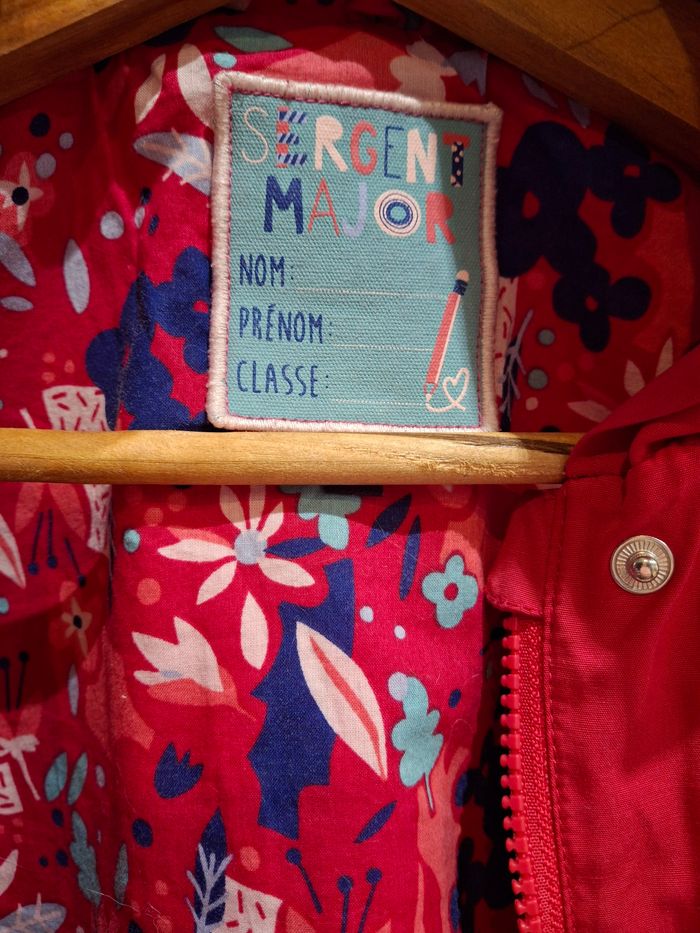 SERGENT
MAJOR
NOM:
PRÉNOM:
CLASSE: